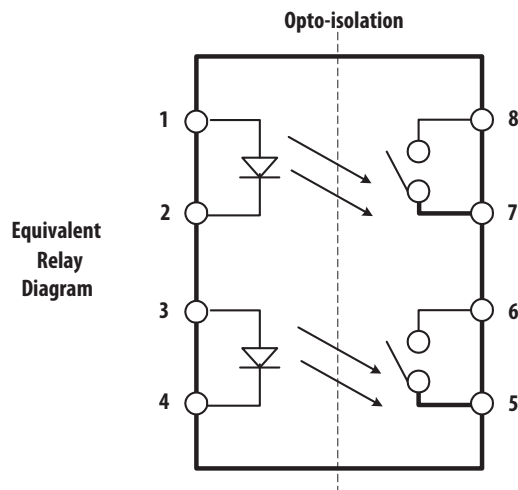 Opto-isolation
1
8
2
7
Equivalent
Relay
Diagram
3
6
4
5